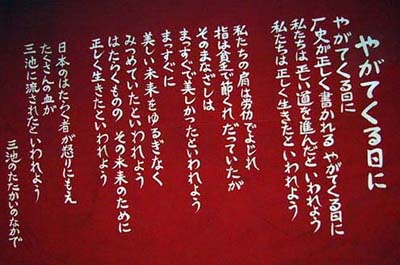 やがてくる日に
やがてくる日に
厂史が正しく書かれる やがてくる日に
私たちは正しい道を進んだといわれよう
私たちは正しく生きたといわれよう
私たちの肩は労仂でよじれ
指は貧乏で節くれだっていたが
そのまなざしは
まっすぐで美しかったといわれよう
まっすぐに
美しい未来をゆるぎなく
みつめていたといわれよう
はたらくものの その未来のために
正しく生きたといわれよう
日本のはたらく者が怒りにもえ
たくさんの血が
三池に流されたといわれよう
三池のたたかいのなかで